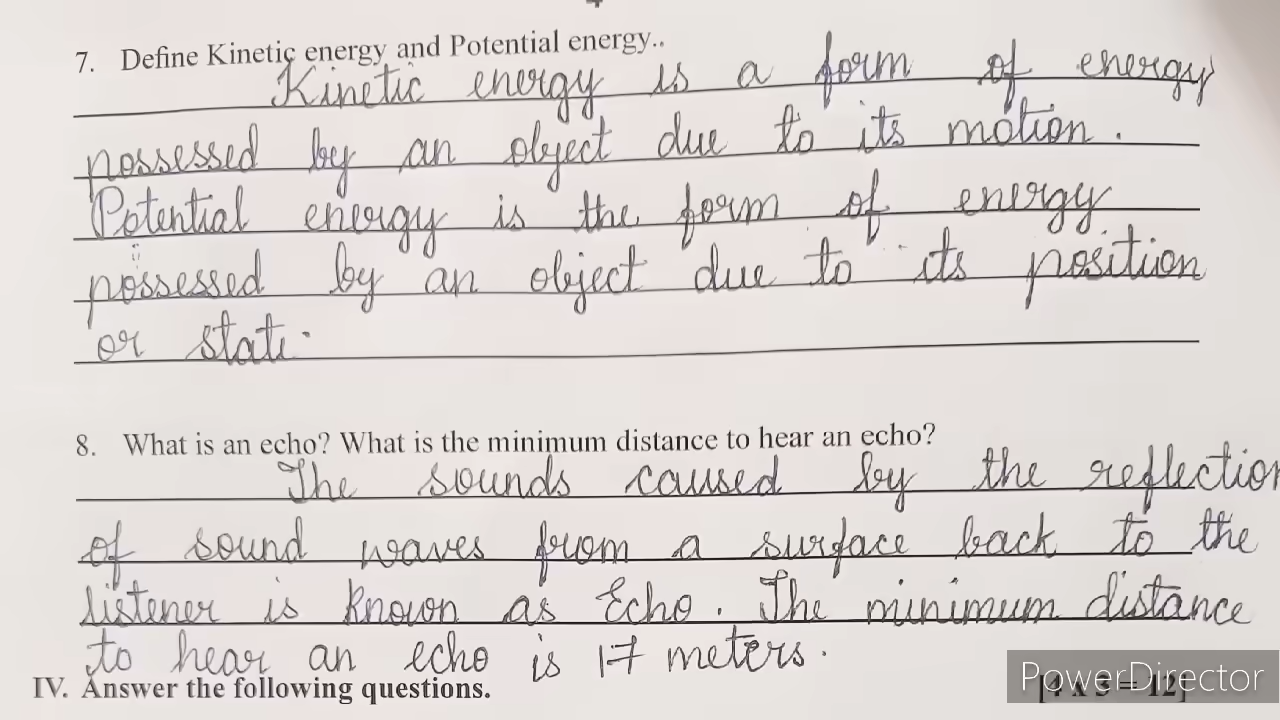 7. Define Kinetic energy and Potential energy..
Kinetic energy is a form of energy
possessed by an object due to its motion.
Potential energy is the form of energy
possessed by an object due to its position
or state.
8. What is an echo? What is the minimum distance to hear an echo?
The sounds caused by the reflection
of sound waves from a surface back to the
listener is known as Echo. The minimum distance
to hear an echo is 17 meters.
IV. Answer the following questions. [4 x 3 = 12]
PowerDirector